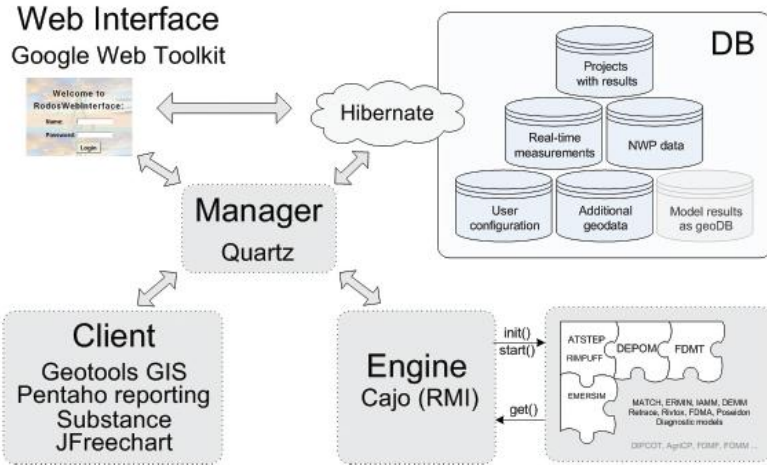 Web Interface
Google Web Toolkit
Welcome to
RodosWebInterface:
Name:
Password:
Login
Hibernate
DB
Projects
with results
Real-time
measurements
NWP data
User
configuration
Additional
geodata
Model results
as geoDB
Manager
Quartz
Client
Geotools GIS
Pentaho reporting
Substance
JFreechart
Engine
Cajo (RMI)
init()
start()
get()
ATSTEP
RIMPUFF
DEPOM
FDMT
EMERSIM
MATCH, ERMIN, IAMM, DEMM
Retrace, Rivtox, FDMA, Poseidon
Diagnostic models
DIPCOT, AgriCP, FDMF, FOMM ...